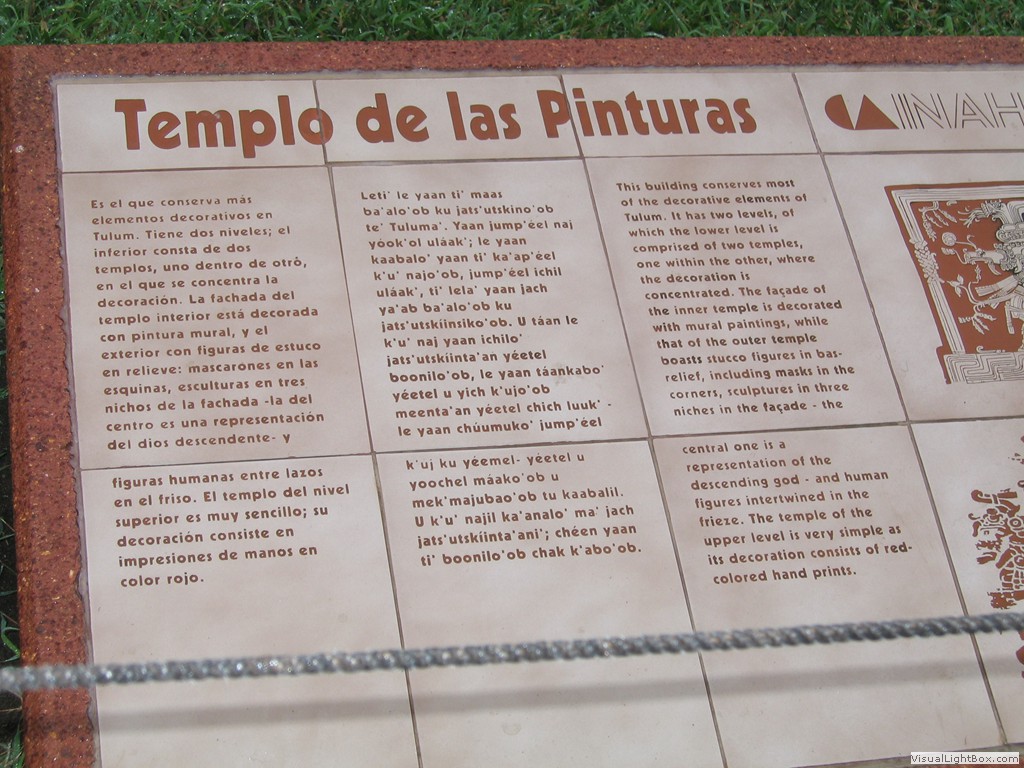 Templo de las Pinturas
INAH
Es el que conserva más
elementos decorativos en
Tulum. Tiene dos niveles; el
inferior consta de dos
templos, uno dentro de otrò,
en el que se concentra la
decoración. La fachada del
templo interior está decorada
con pintura mural, y el
exterior con figuras de estuco
en relieve: mascarones en las
esquinas, esculturas en tres
nichos de la fachada -la del
centro es una representación
del dios descendente- y
figuras humanas entre lazos
en el friso. El templo del nivel
superior es muy sencillo; su
decoración consiste en
impresiones de manos en
color rojo.
Leti' le yaan ti' maas
ba'alo'ob ku jats'utskino'ob
te' Tuluma'. Yaan jump'éel naj
yóok'ol uláak'; le yaan
kaabalo' yaan ti' ka'ap'éel
k'u' najo'ob, jump'éel ichil
uláak', ti' lela' yaan jach
ya'ab ba'alo'ob ku
jats'utskíinsiko'ob. U táan le
k'u' naj yaan ichilo'
jats'utskíinta'an yéetel
boonilo'ob, le yaan táankabo'
yéetel u yich k'ujo'ob
meenta'an yéetel chich luuk' -
le yaan chúumuko' jump'éel
k'uj ku yéemel- yéetel u
yoochel máako'ob u
mek'majubao'ob tu kaabalil.
U k'u' najil ka'analo' ma' jach
jats'utskíinta'ani'; chéen yaan
ti' boonilo'ob chak k'abo'ob.
This building conserves most
of the decorative elements of
Tulum. It has two levels, of
which the lower level is
comprised of two temples,
one within the other, where
the decoration is
concentrated. The façade of
the inner temple is decorated
with mural paintings, while
that of the outer temple
boasts stucco figures in bas-
relief, including masks in the
corners, sculptures in three
niches in the façade - the
central one is a
representation of the
descending god - and human
figures intertwined in the
frieze. The temple of the
upper level is very simple as
its decoration consists of red-
colored hand prints.
VisualLightBox.com